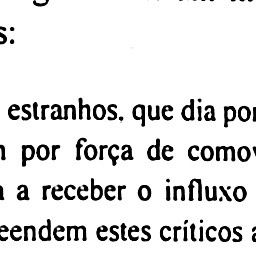 s:
estranhos, que dia por
por força de comov
a receber o influxo
eendem estes críticos a